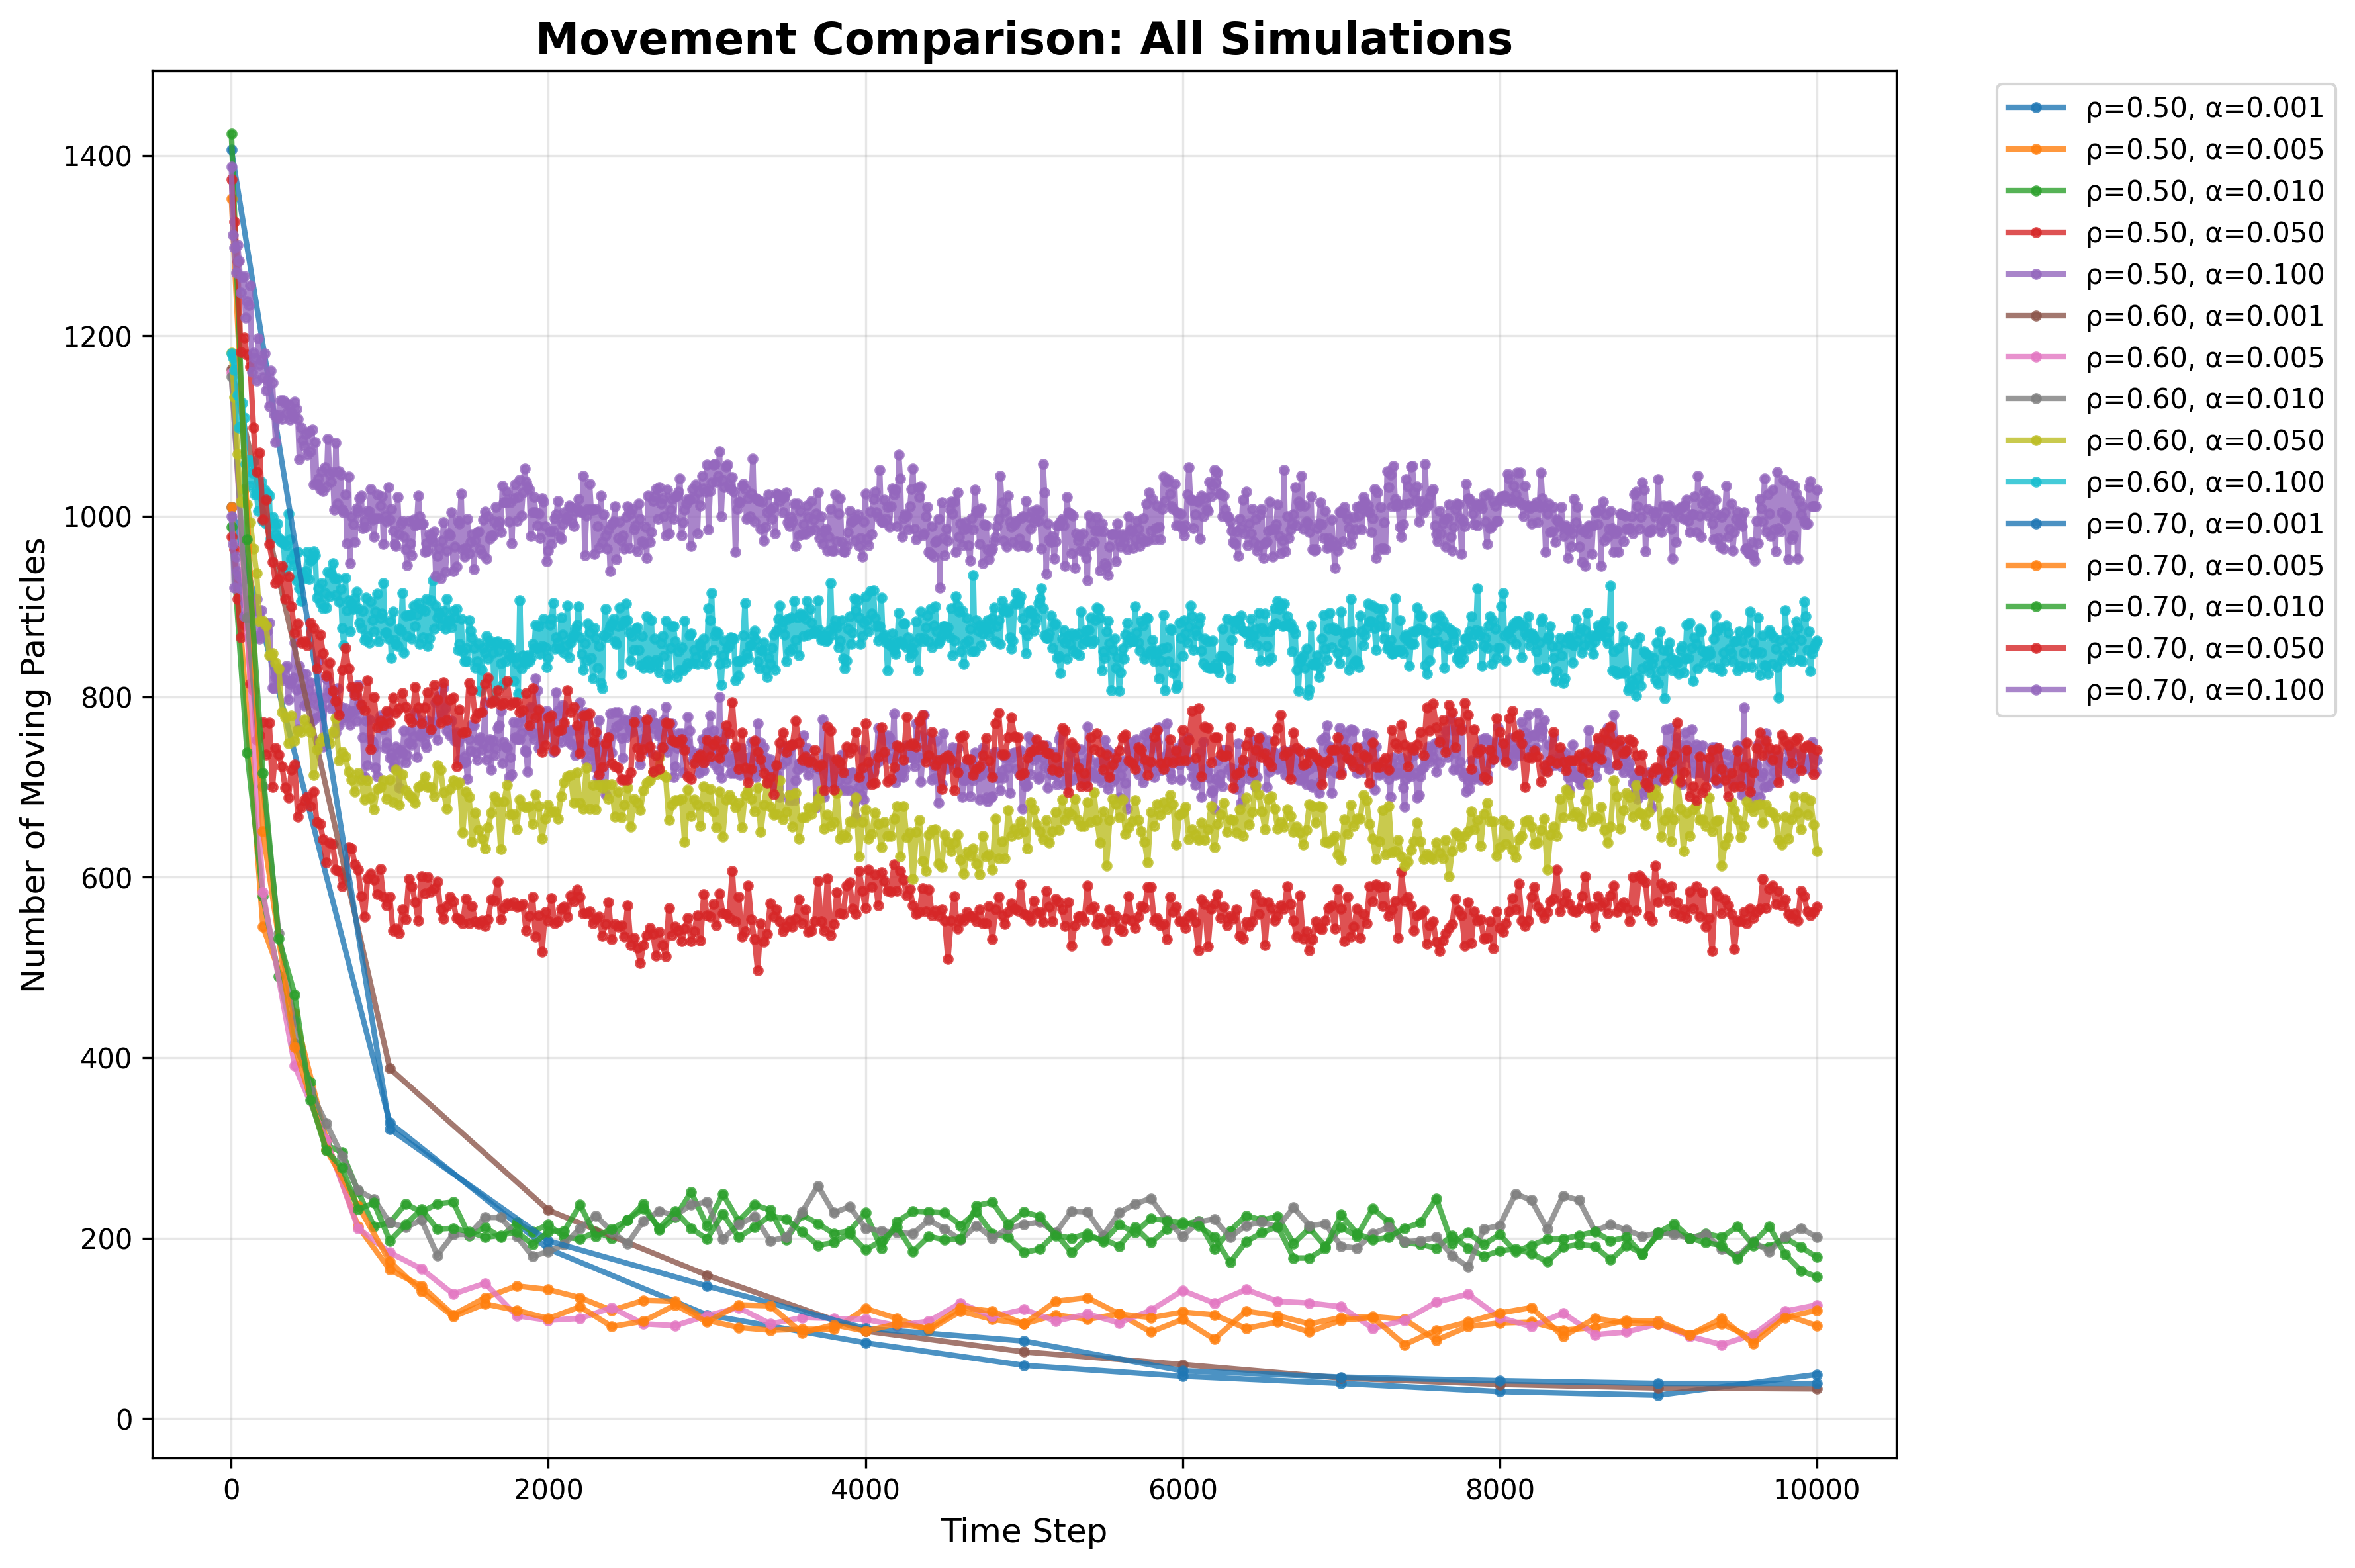 Movement Comparison: All Simulations
Number of Moving Particles
1400
1200
1000
800
600
400
200
0
0
2000
4000
6000
8000
10000
Time Step
ρ=0.50, α=0.001
ρ=0.50, α=0.005
ρ=0.50, α=0.010
ρ=0.50, α=0.050
ρ=0.50, α=0.100
ρ=0.60, α=0.001
ρ=0.60, α=0.005
ρ=0.60, α=0.010
ρ=0.60, α=0.050
ρ=0.60, α=0.100
ρ=0.70, α=0.001
ρ=0.70, α=0.005
ρ=0.70, α=0.010
ρ=0.70, α=0.050
ρ=0.70, α=0.100